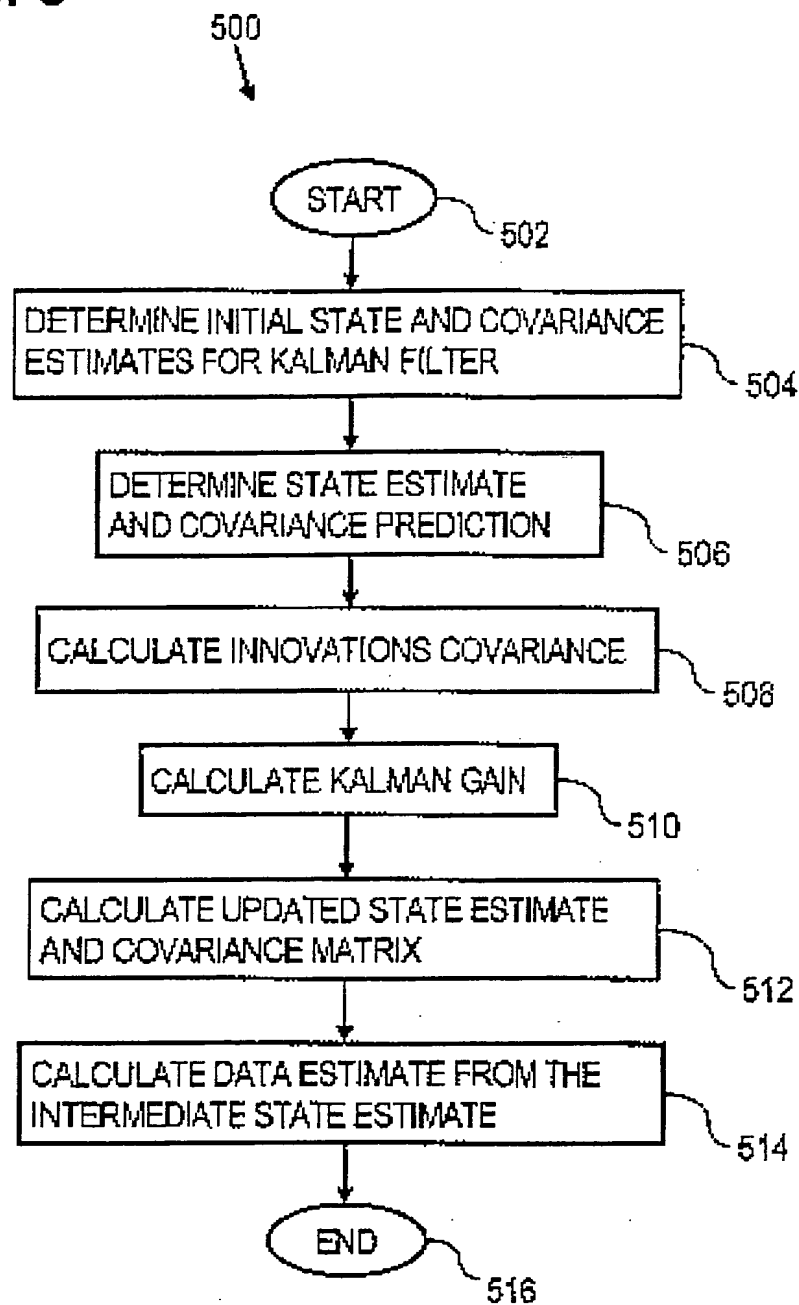 500
START
502
DETERMINE INITIAL STATE AND COVARIANCE
ESTIMATES FOR KALMAN FILTER
504
DETERMINE STATE ESTIMATE
AND COVARIANCE PREDICTION
506
CALCULATE INNOVATIONS COVARIANCE
508
CALCULATE KALMAN GAIN
510
CALCULATE UPDATED STATE ESTIMATE
AND COVARIANCE MATRIX
512
CALCULATE DATA ESTIMATE FROM THE
INTERMEDIATE STATE ESTIMATE
514
END
516